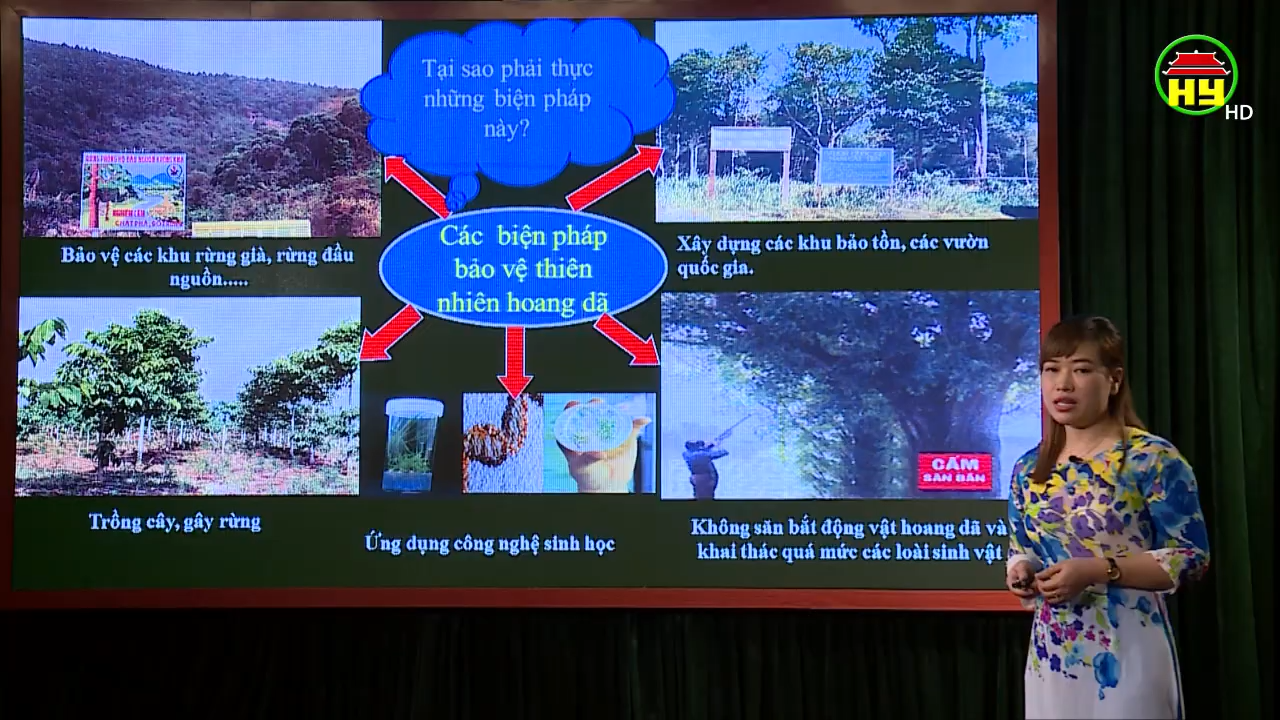 Tại sao phải thực
những biện pháp
này?
HY
HD
Các biện pháp
bảo vệ thiên
nhiên hoang dã
Bảo vệ các khu rừng già, rừng đầu
nguồn.....
Xây dựng các khu bảo tồn, các vườn
quốc gia.
CẤM
SĂN BẮN
Trồng cây, gây rừng
Ứng dụng công nghệ sinh học
Không săn bắt động vật hoang dã và
khai thác quá mức các loài sinh vật